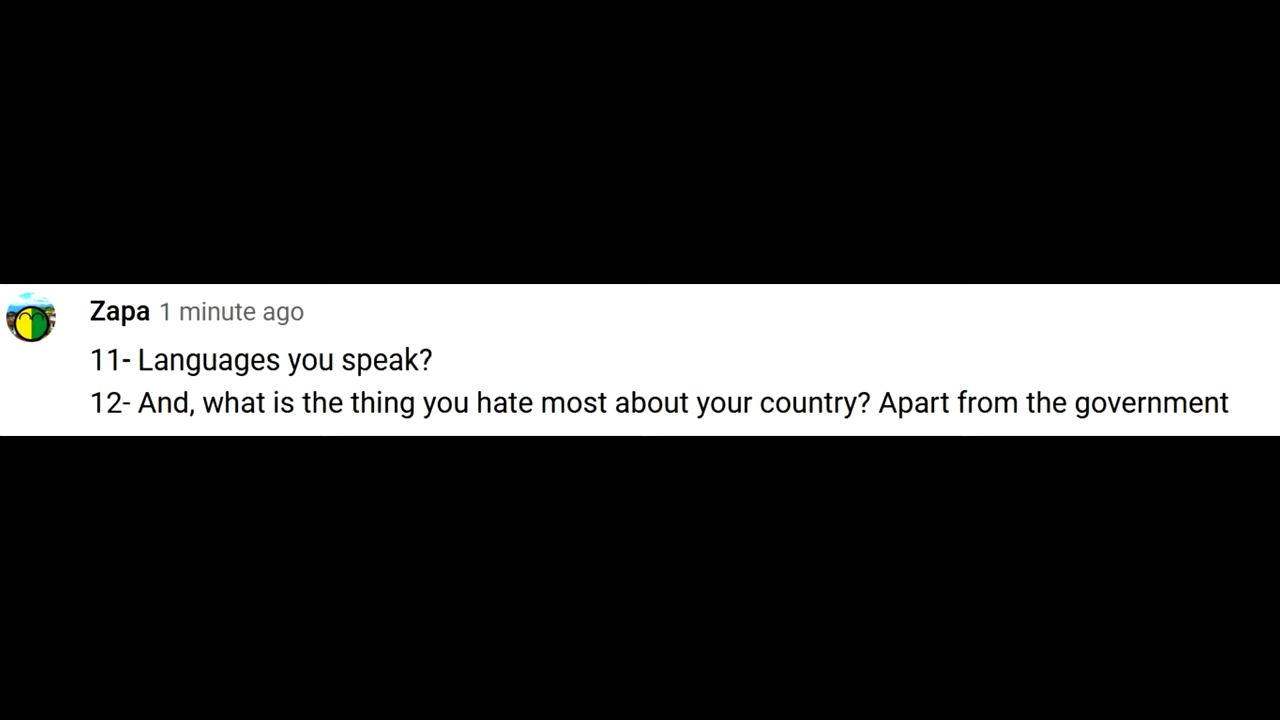 Zapa 1 minute ago
11- Languages you speak?
12- And, what is the thing you hate most about your country? Apart from the government